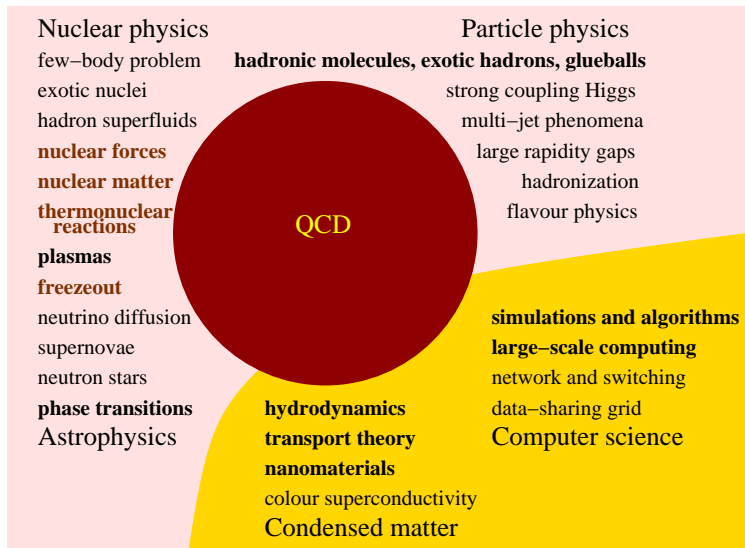 Nuclear physics
few−body problem
exotic nuclei
hadron superfluids
nuclear forces
nuclear matter
thermonuclear
reactions
plasmas
freezeout
neutrino diffusion
supernovae
neutron stars
phase transitions
Astrophysics
Particle physics
hadronic molecules, exotic hadrons, glueballs
strong coupling Higgs
multi−jet phenomena
large rapidity gaps
hadronization
flavour physics
QCD
simulations and algorithms
large−scale computing
network and switching
data−sharing grid
Computer science
hydrodynamics
transport theory
nanomaterials
colour superconductivity
Condensed matter